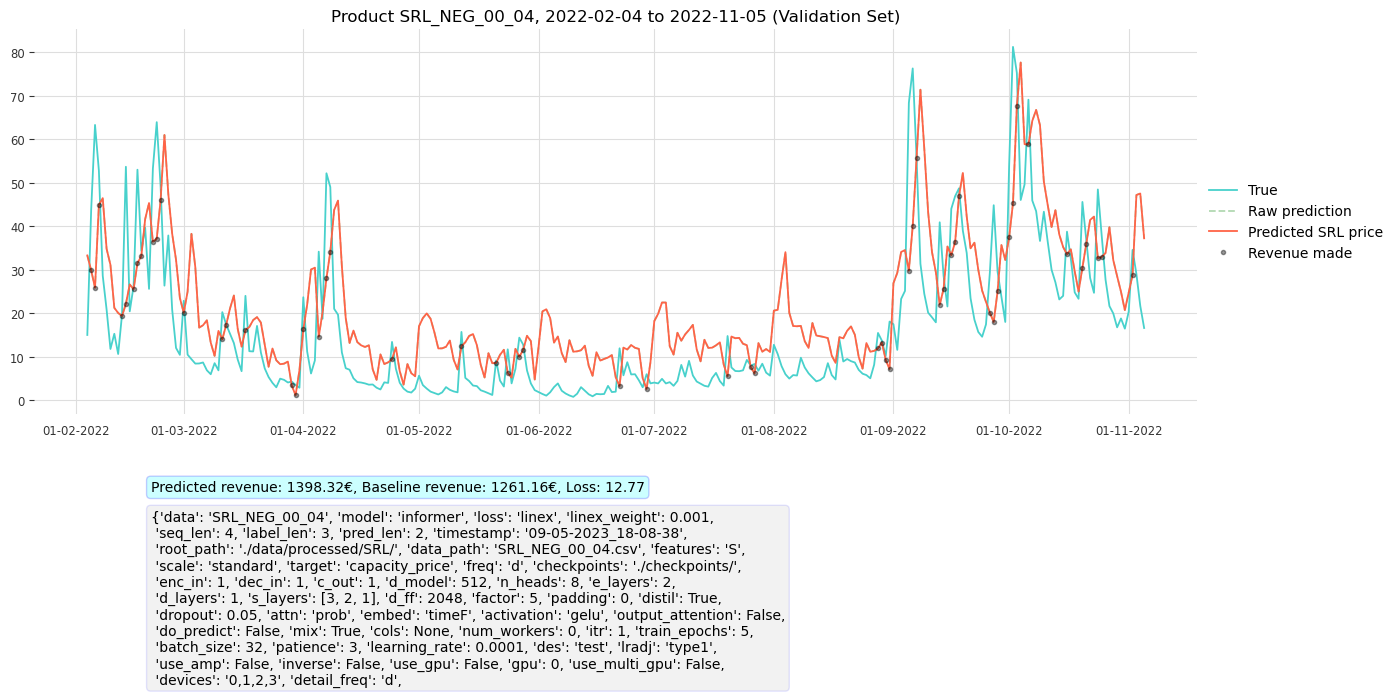 Product SRL_NEG_00_04, 2022-02-04 to 2022-11-05 (Validation Set)
80
70
60
50
40
30
20
10
0
01-02-2022
01-03-2022
01-04-2022
01-05-2022
01-06-2022
01-07-2022
01-08-2022
01-09-2022
01-10-2022
01-11-2022
True
Raw prediction
Predicted SRL price
Revenue made
Predicted revenue: 1398.32€, Baseline revenue: 1261.16€, Loss: 12.77
{'data': 'SRL_NEG_00_04', 'model': 'informer', 'loss': 'linex', 'linex_weight': 0.001,
'seq_len': 4, 'label_len': 3, 'pred_len': 2, 'timestamp': '09-05-2023_18-08-38',
'root_path': './data/processed/SRL/', 'data_path': 'SRL_NEG_00_04.csv', 'features': 'S',
'scale': 'standard', 'target': 'capacity_price', 'freq': 'd', 'checkpoints': './checkpoints/',
'enc_in': 1, 'dec_in': 1, 'c_out': 1, 'd_model': 512, 'n_heads': 8, 'e_layers': 2,
'd_layers': 1, 's_layers': [3, 2, 1], 'd_ff': 2048, 'factor': 5, 'padding': 0, 'distil': True,
'dropout': 0.05, 'attn': 'prob', 'embed': 'timeF', 'activation': 'gelu', 'output_attention': False,
'do_predict': False, 'mix': True, 'cols': None, 'num_workers': 0, 'itr': 1, 'train_epochs': 5,
'batch_size': 32, 'patience': 3, 'learning_rate': 0.0001, 'des': 'test', 'lradj': 'type1',
'use_amp': False, 'inverse': False, 'use_gpu': False, 'gpu': 0, 'use_multi_gpu': False,
'devices': '0,1,2,3', 'detail_freq': 'd',